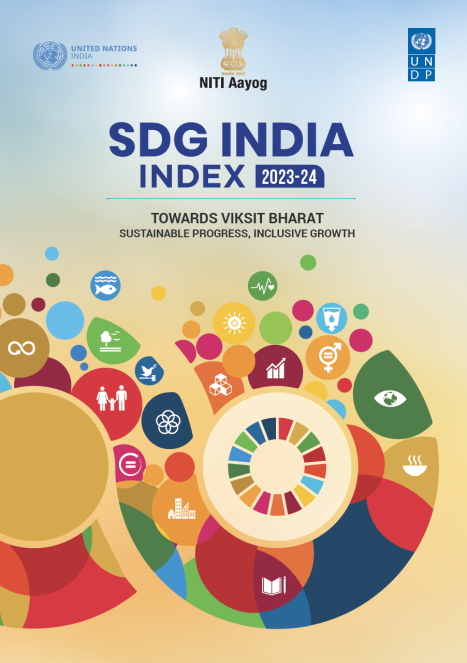 UNITED NATIONS
INDIA
NITI Aayog
U N
D P
SDG INDIA
INDEX 2023-24
TOWARDS VIKSIT BHARAT
SUSTAINABLE PROGRESS, INCLUSIVE GROWTH